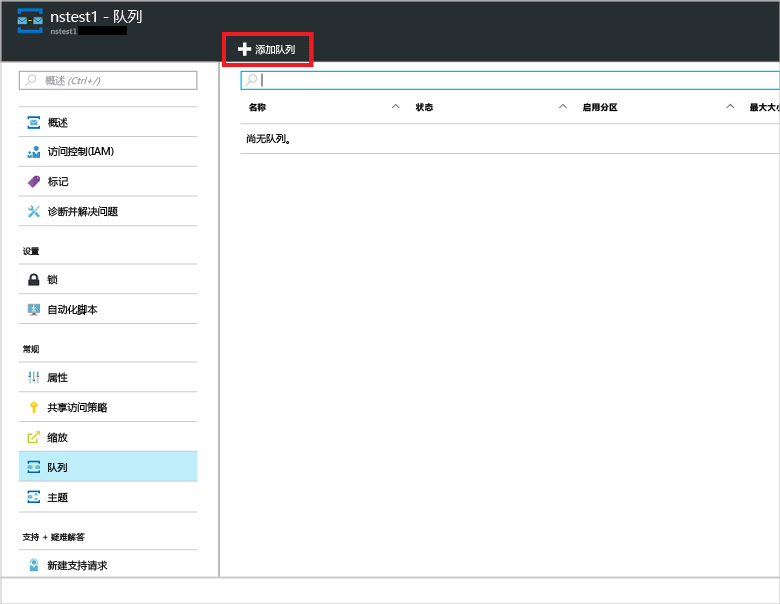 nstest1 - 队列
nstest1
添加队列
概述 (Ctrl+/)
概述
访问控制(IAM)
标记
诊断并解决问题
设置
锁
自动化脚本
常规
属性
共享访问策略
缩放
队列
主题
支持 + 疑难解答
新建支持请求
名称 状态 启用分区 最大大小
尚无队列。